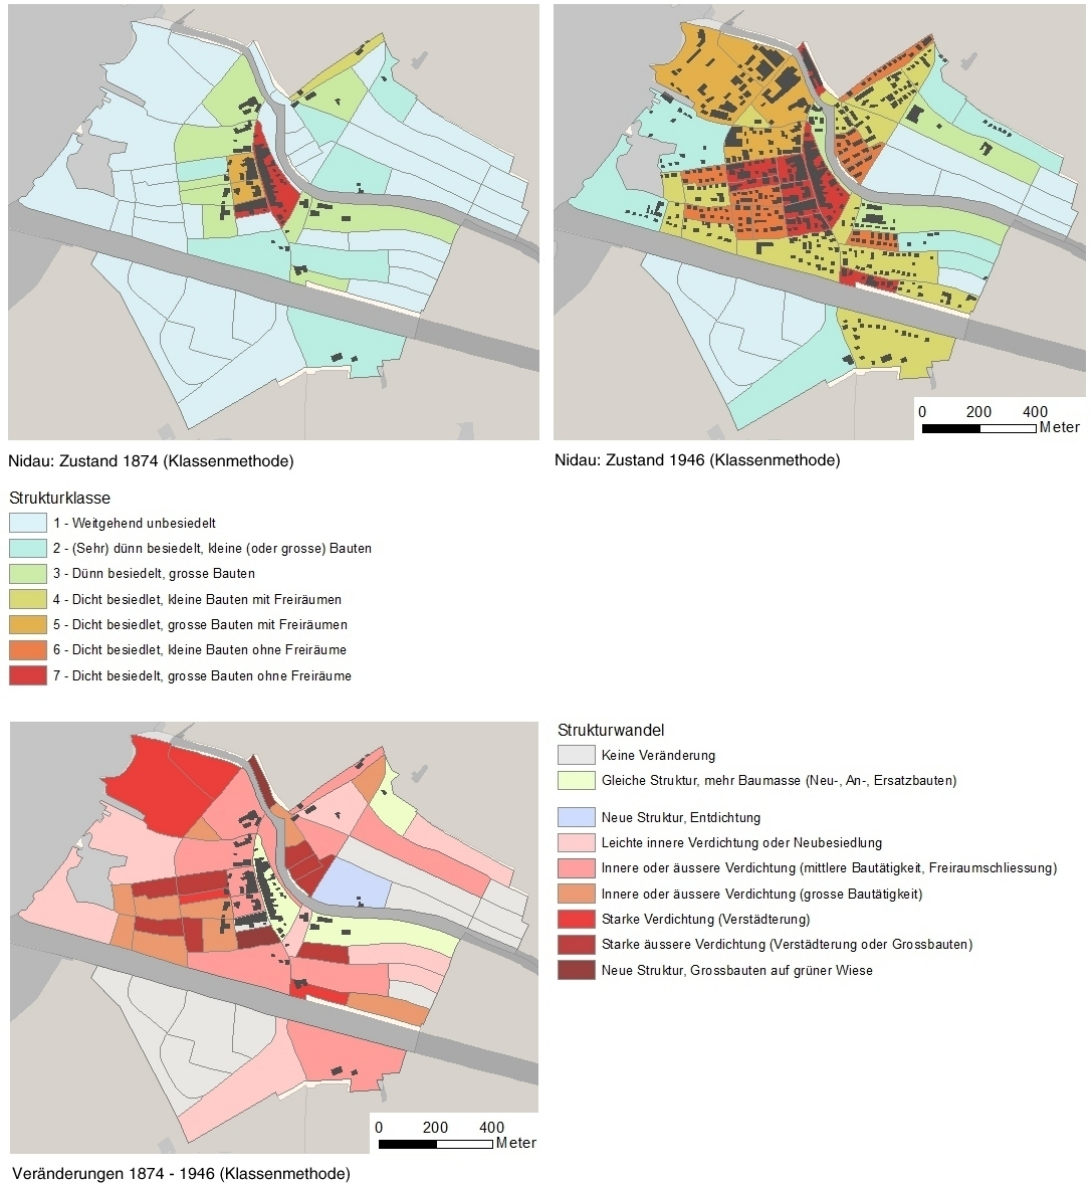 0 200 400
Meter
Nidau: Zustand 1874 (Klassenmethode)
Nidau: Zustand 1946 (Klassenmethode)
Strukturklasse
1 - Weitgehend unbesiedelt
2 - (Sehr) dünn besiedelt, kleine (oder grosse) Bauten
3 - Dünn besiedelt, grosse Bauten
4 - Dicht besiedlet, kleine Bauten mit Freiräumen
5 - Dicht besiedlet, grosse Bauten mit Freiräumen
6 - Dicht besiedlet, kleine Bauten ohne Freiräume
7 - Dicht besiedelt, grosse Bauten ohne Freiräume
Strukturwandel
Keine Veränderung
Gleiche Struktur, mehr Baumasse (Neu-, An-, Ersatzbauten)
Neue Struktur, Entdichtung
Leichte innere Verdichtung oder Neubesiedlung
Innere oder äussere Verdichtung (mittlere Bautätigkeit, Freiraumschliessung)
Innere oder äussere Verdichtung (grosse Bautätigkeit)
Starke Verdichtung (Verstädterung)
Starke äussere Verdichtung (Verstädterung oder Grossbauten)
Neue Struktur, Grossbauten auf grüner Wiese
0 200 400
Meter
Veränderungen 1874 - 1946 (Klassenmethode)